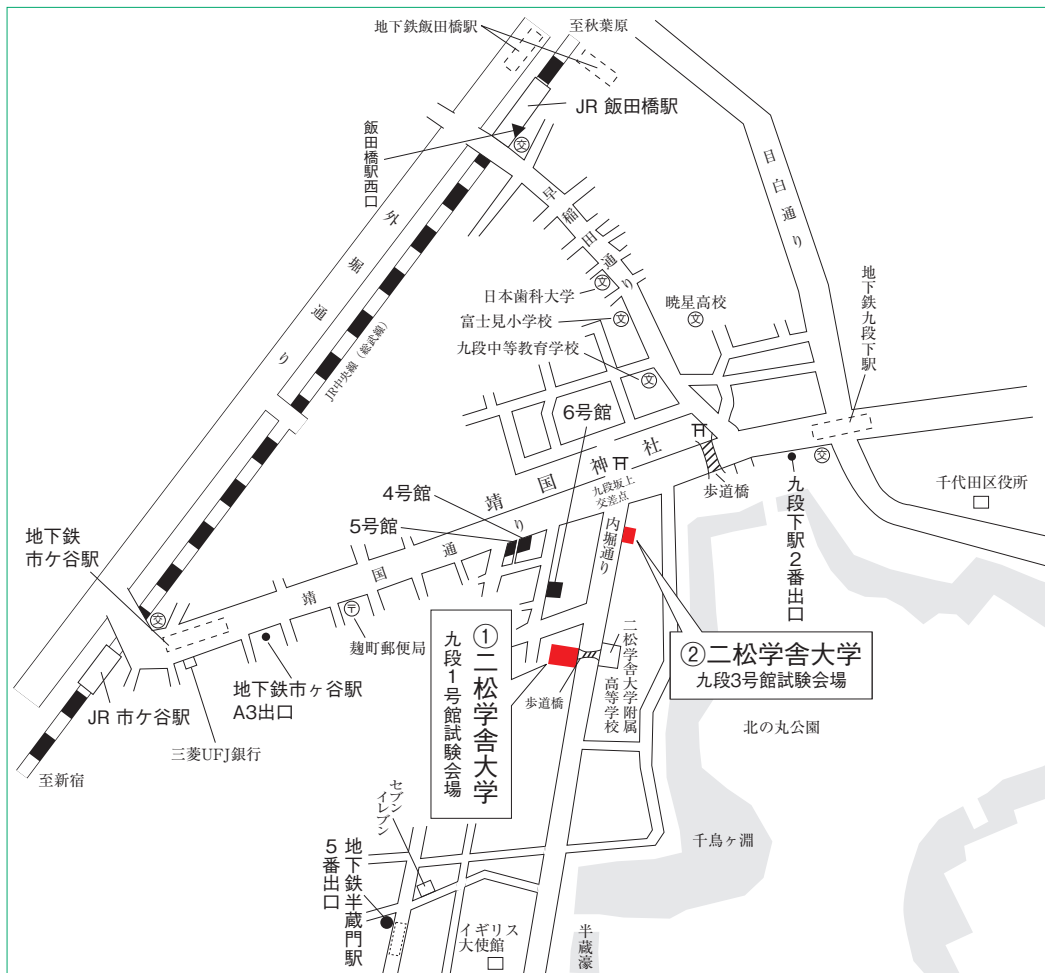 地下鉄飯田橋駅
至秋葉原
JR 飯田橋駅
飯田橋駅西口
交
外堀通り
早稲田通り
目白通り
JR中央線（総武線）
日本歯科大学
文
富士見小学校
文
暁星高校
文
九段中等教育学校
文
地下鉄九段下駅
6号館
靖国神社
九段坂上
交差点
歩道橋
交
千代田区役所
九段下駅2番出口
4号館
5号館
靖国通り
内堀通り
地下鉄
市ケ谷駅
交
〒
麹町郵便局
地下鉄市ヶ谷駅
A3出口
JR 市ケ谷駅
三菱UFJ銀行
至新宿
①二松学舎大学
九段1号館試験会場
歩道橋
二松学舎大学附属
高等学校
②二松学舎大学
九段3号館試験会場
北の丸公園
千鳥ヶ淵
セブン
イレブン
地下鉄半蔵門駅
5番出口
イギリス
大使館
半蔵濠